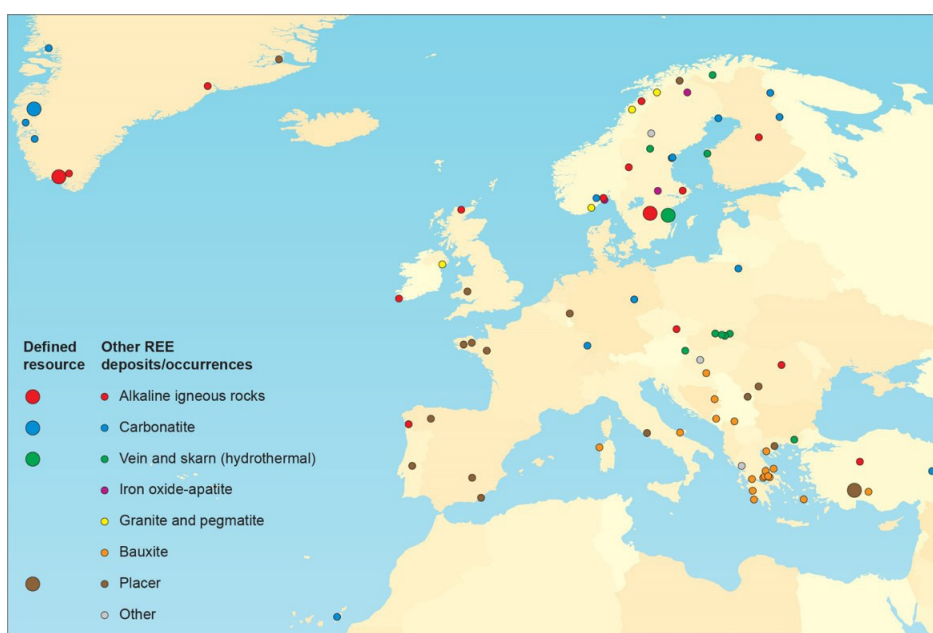 Defined Other REE
resource deposits/occurrences
Alkaline igneous rocks
Carbonatite
Vein and skarn (hydrothermal)
Iron oxide-apatite
Granite and pegmatite
Bauxite
Placer
Other